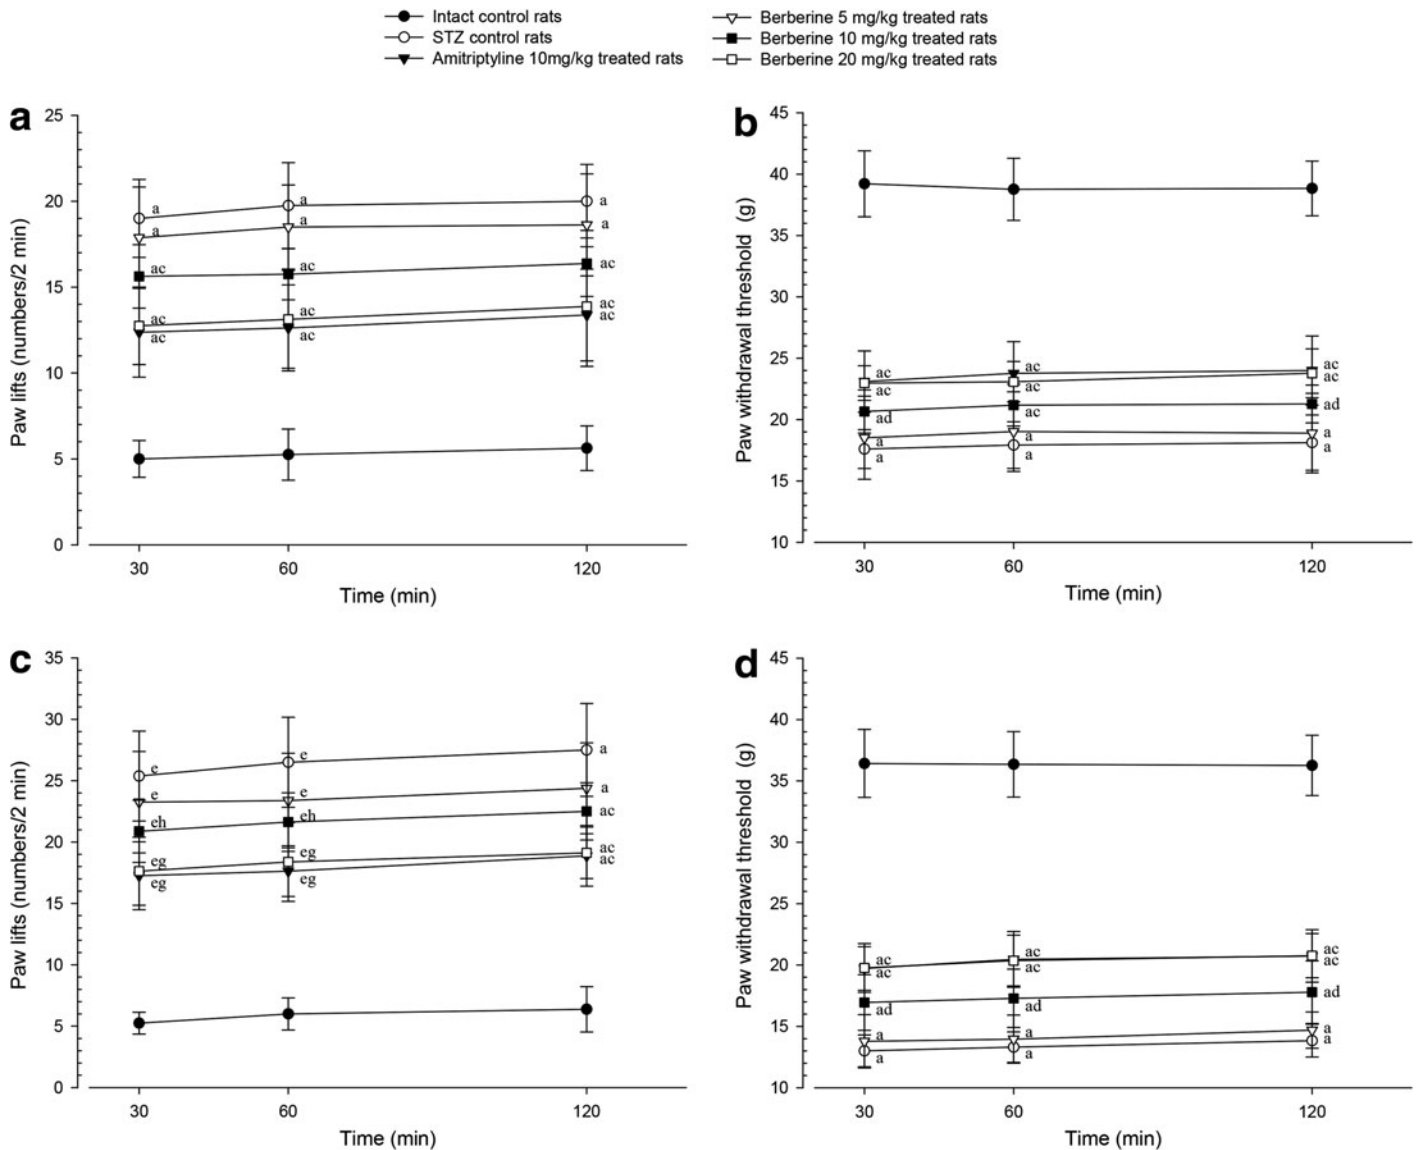 Intact control rats
STZ control rats
Amitriptyline 10mg/kg treated rats
Berberine 5 mg/kg treated rats
Berberine 10 mg/kg treated rats
Berberine 20 mg/kg treated rats
a
25
20
15
10
5
0
Paw lifts (numbers/2 min)
a a a
a a a
ac ac ac
ac ac ac
ac ac ac
30 60 120
Time (min)
b
45
40
35
30
25
20
15
10
Paw withdrawal threshold (g)
ac ac ac
ac ac ac
ad ac ad
a a a
a a a
30 60 120
Time (min)
c
35
30
25
20
15
10
5
0
Paw lifts (numbers/2 min)
e e a
e e a
eh eh ac
eg eg ac
eg eg ac
30 60 120
Time (min)
d
45
40
35
30
25
20
15
10
Paw withdrawal threshold (g)
ac ac ac
ac ac ac
ad ad ad
a a a
a a a
30 60 120
Time (min)